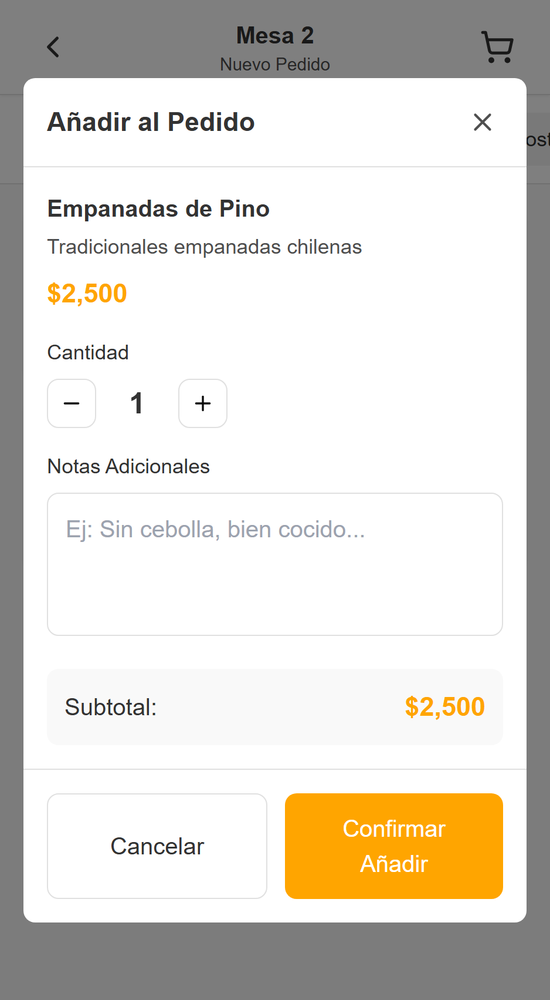 Mesa 2
Nuevo Pedido
Añadir al Pedido
Empanadas de Pino
Tradicionales empanadas chilenas
$2,500
Cantidad
1
Notas Adicionales
Ej: Sin cebolla, bien cocido...
Subtotal: $2,500
Cancelar
Confirmar
Añadir